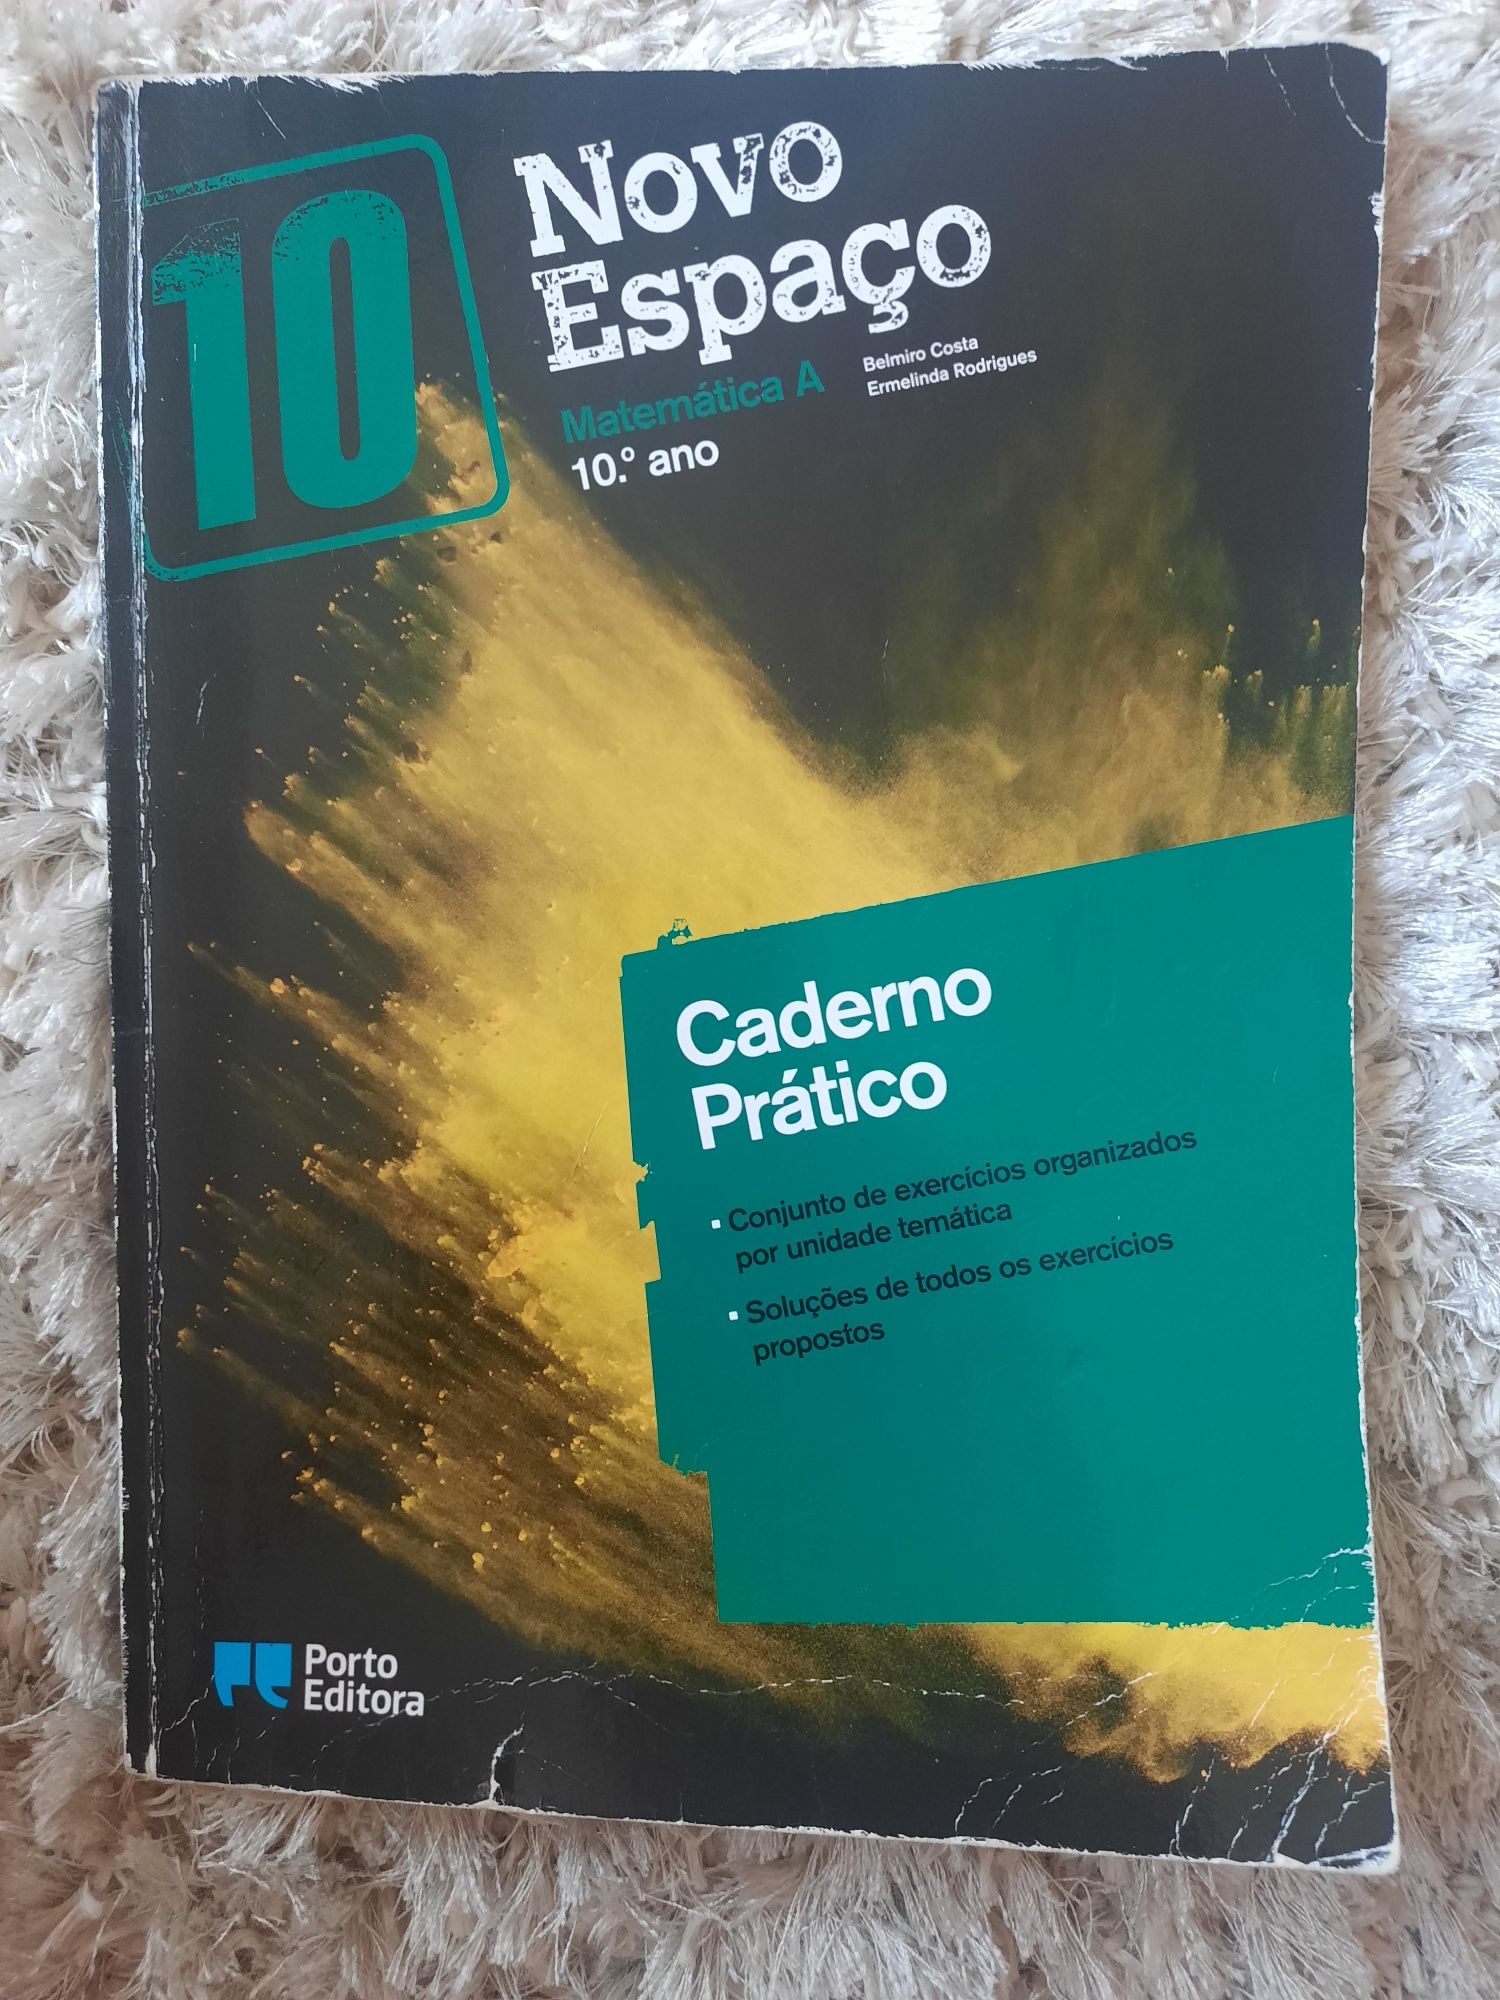 10
Novo
Espaço
Matemática A
10.º ano
Belmiro Costa
Ermelinda Rodrigues
Caderno
Prático
▪ Conjunto de exercícios organizados
por unidade temática
▪ Soluções de todos os exercícios
propostos
Porto
Editora